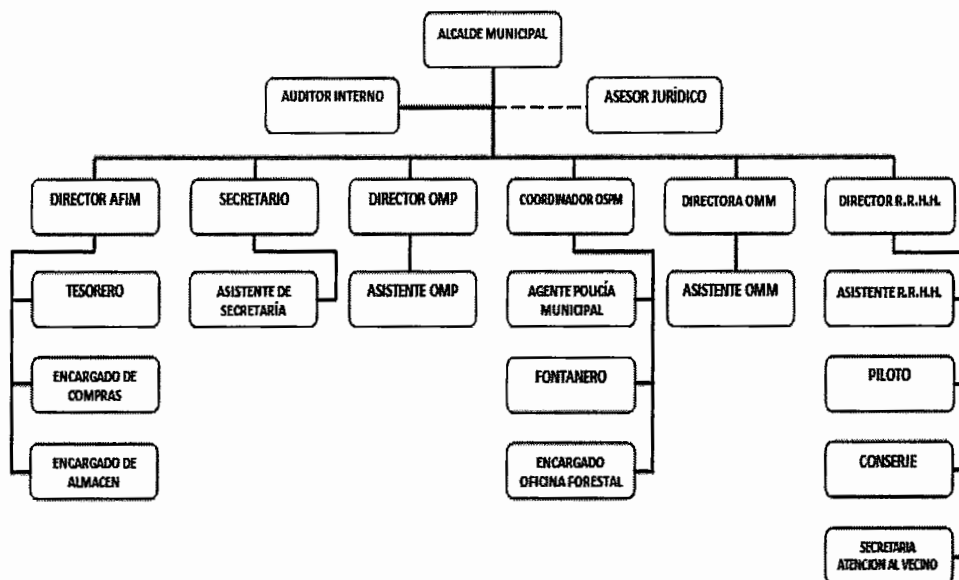 ALCALDE MUNICIPAL
AUDITOR INTERNO
ASESOR JURÍDICO
DIRECTOR AFIM
SECRETARIO
DIRECTOR OMP
COORDINADOR OSPM
DIRECTORA OMM
DIRECTOR R.R.H.H.
TESORERO
ASISTENTE DE
SECRETARÍA
ASISTENTE OMP
AGENTE POLICÍA
MUNICIPAL
ASISTENTE OMM
ASISTENTE R.R.H.H.
ENCARGADO DE
COMPRAS
FONTANERO
PILOTO
ENCARGADO DE
ALMACEN
ENCARGADO
OFICINA FORESTAL
CONSERJE
SECRETARIA
ATENCION AL VECINO